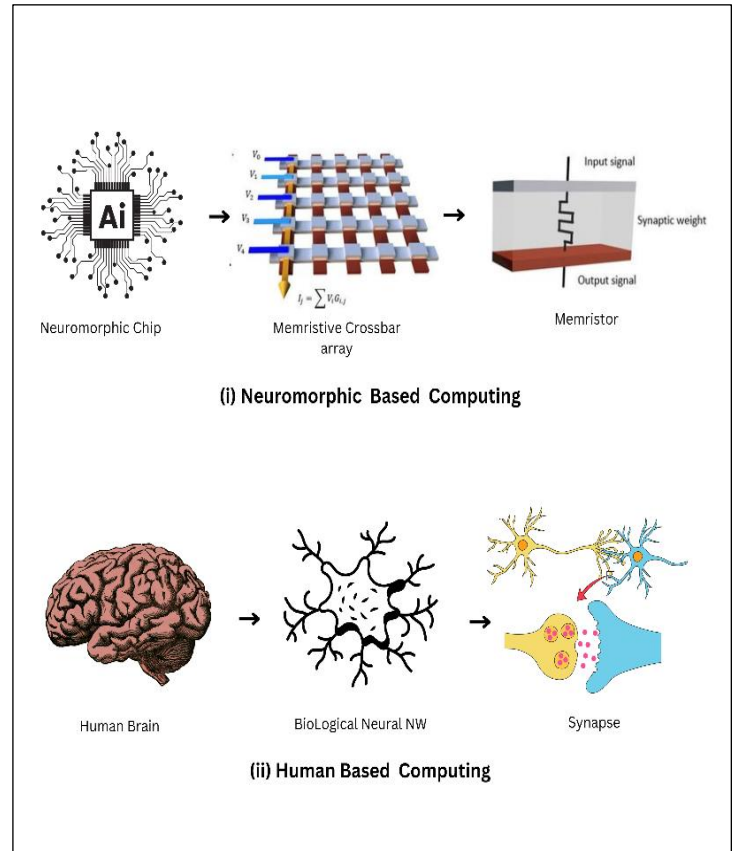 Ai
V₀
V₁
V₂
V₃
V₄
Iⱼ = ∑ VᵢGᵢ,ⱼ
Input signal
Synaptic weight
Output signal
Neuromorphic Chip
Memristive Crossbar
array
Memristor
(i) Neuromorphic Based Computing
Human Brain
BioLogical Neural NW
Synapse
(ii) Human Based Computing